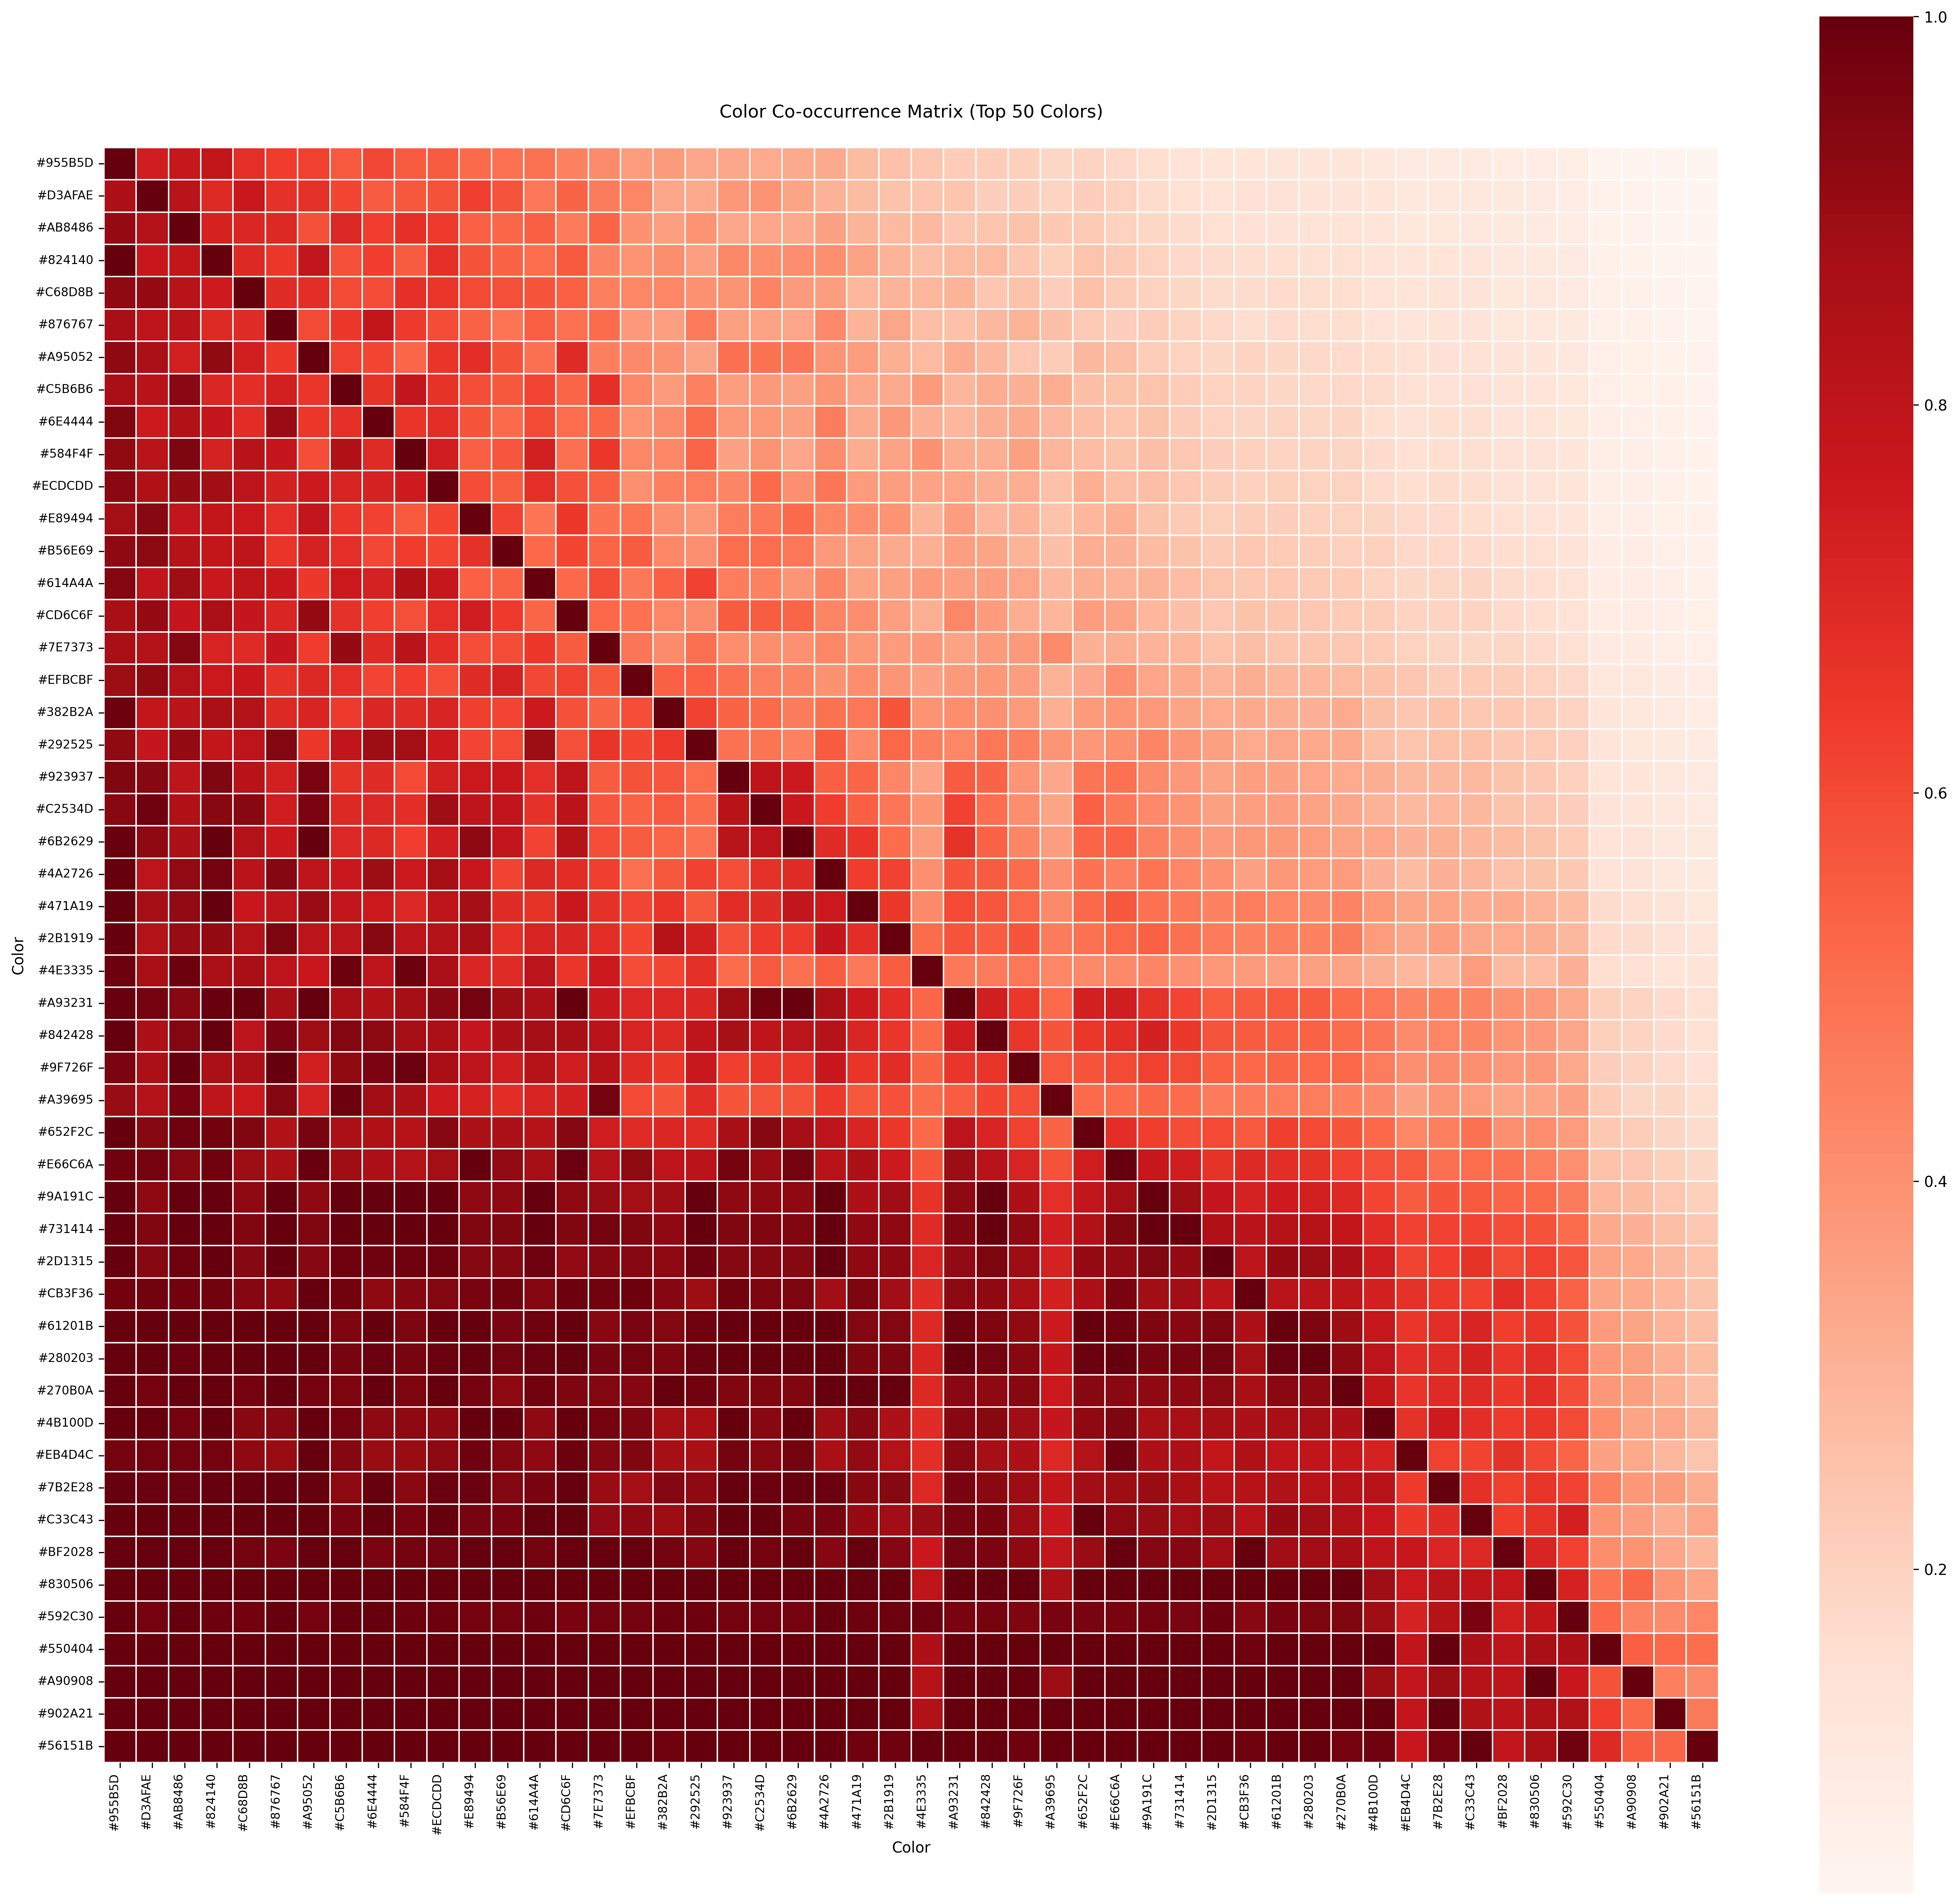 Color Co-occurrence Matrix (Top 50 Colors)
1.0
0.8
0.6
0.4
0.2
Color
#955B5D
#D3AFAE
#AB8486
#824140
#C68D8B
#876767
#A95052
#C5B6B6
#6E4444
#584F4F
#ECDCDD
#E89494
#B56E69
#614A4A
#CD6C6F
#7E7373
#EFBCBF
#382B2A
#292525
#923937
#C2534D
#6B2629
#4A2726
#471A19
#2B1919
#4E3335
#A93231
#842428
#9F726F
#A39695
#652F2C
#E66C6A
#9A191C
#731414
#2D1315
#CB3F36
#61201B
#280203
#270B0A
#4B100D
#EB4D4C
#7B2E28
#C33C43
#BF2028
#830506
#592C30
#550404
#A90908
#902A21
#56151B
#955B5D
#D3AFAE
#AB8486
#824140
#C68D8B
#876767
#A95052
#C5B6B6
#6E4444
#584F4F
#ECDCDD
#E89494
#B56E69
#614A4A
#CD6C6F
#7E7373
#EFBCBF
#382B2A
#292525
#923937
#C2534D
#6B2629
#4A2726
#471A19
#2B1919
#4E3335
#A93231
#842428
#9F726F
#A39695
#652F2C
#E66C6A
#9A191C
#731414
#2D1315
#CB3F36
#61201B
#280203
#270B0A
#4B100D
#EB4D4C
#7B2E28
#C33C43
#BF2028
#830506
#592C30
#550404
#A90908
#902A21
#56151B
Color